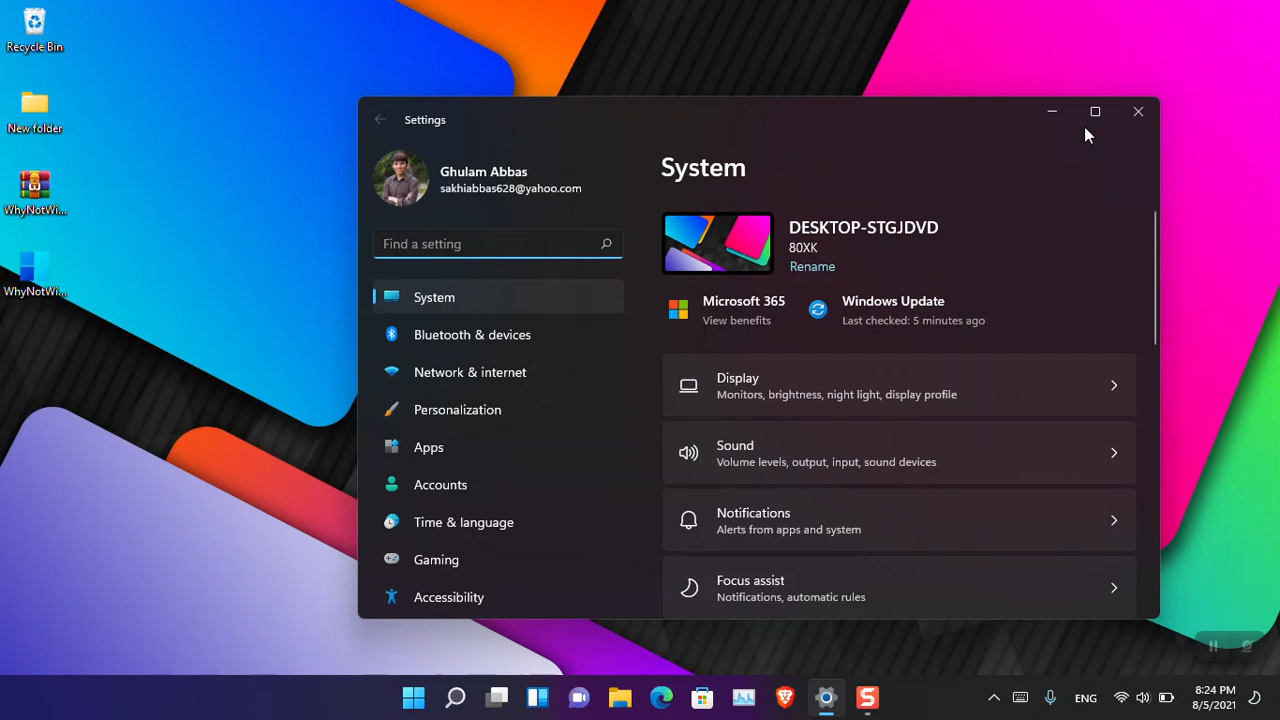 Recycle Bin
New folder
WhyNotWi...
WhyNotWi...
Settings
Ghulam Abbas
sakhiabbas628@yahoo.com
Find a setting
System
Bluetooth & devices
Network & internet
Personalization
Apps
Accounts
Time & language
Gaming
Accessibility
System
DESKTOP-STGJDVD
80XK
Rename
Microsoft 365
View benefits
Windows Update
Last checked: 5 minutes ago
Display
Monitors, brightness, night light, display profile
Sound
Volume levels, output, input, sound devices
Notifications
Alerts from apps and system
Focus assist
Notifications, automatic rules
S
ENG
8:24 PM
8/5/2021